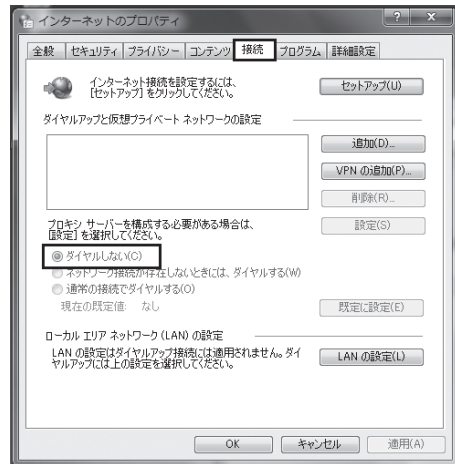 インターネットのプロパティ
全般 セキュリティ プライバシー コンテンツ 接続 プログラム 詳細設定
インターネット接続を設定するには、
[セットアップ] をクリックしてください。
セットアップ(U)
ダイヤルアップと仮想プライベート ネットワークの設定
追加(D)...
VPN の追加(P)...
削除(R)...
プロキシ サーバーを構成する必要がある場合は、
[設定] を選択してください。
設定(S)
ダイヤルしない(C)
ネットワーク接続が存在しないときには、ダイヤルする(W)
通常の接続でダイヤルする(O)
現在の既定値: なし
既定に設定(E)
ローカル エリア ネットワーク (LAN) の設定
LAN の設定はダイヤルアップ接続には適用されません。ダイ
ヤルアップには上の設定を選択してください。
LAN の設定(L)
OK キャンセル 適用(A)